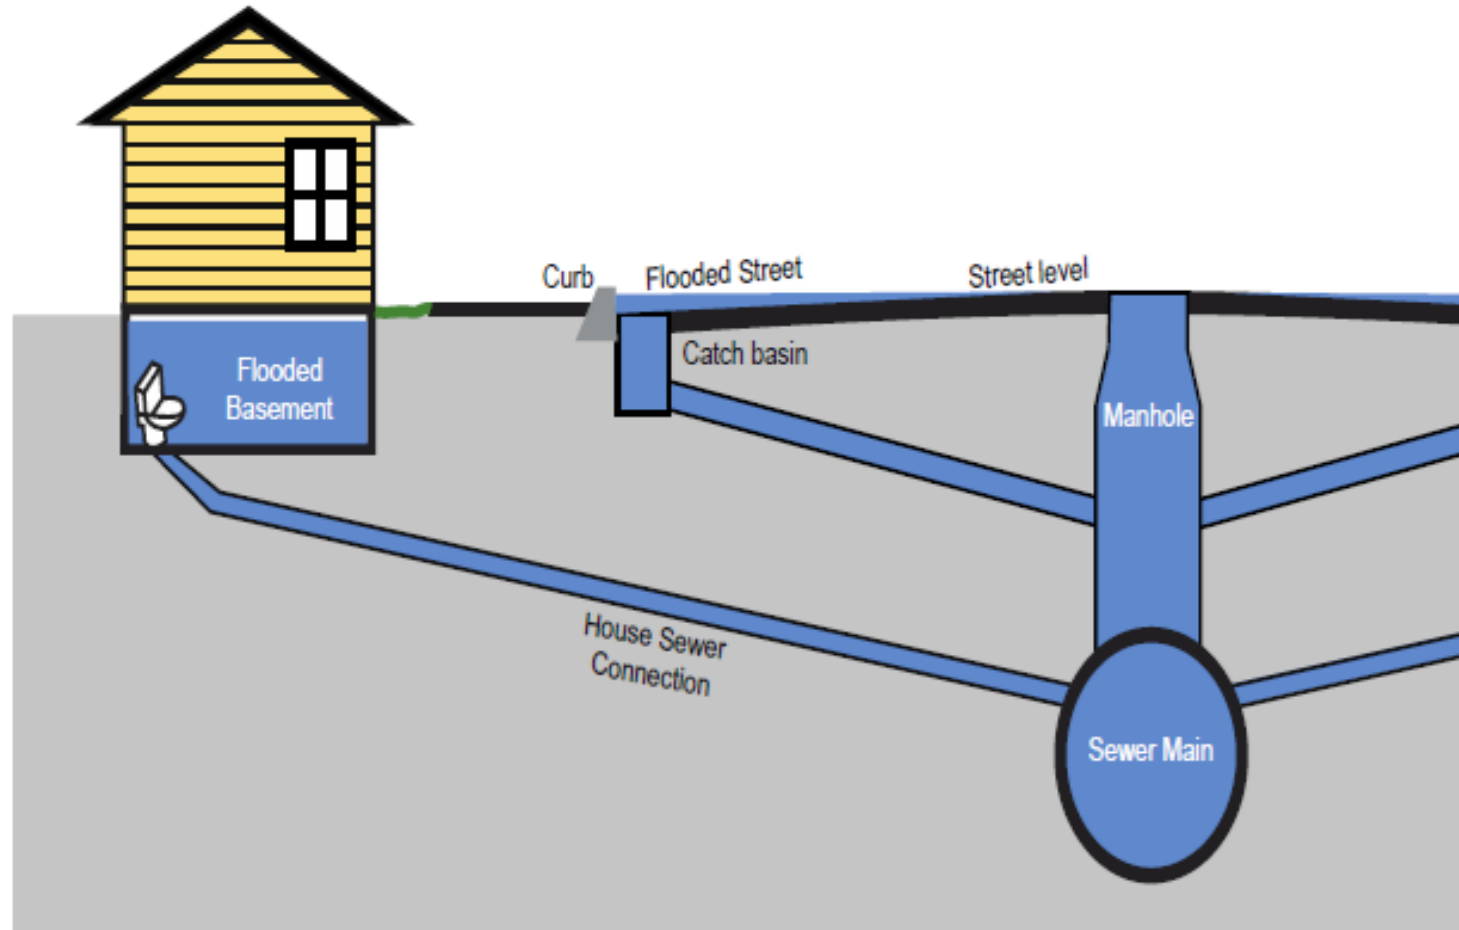 Curb
Flooded Street
Street level
Flooded
Basement
Catch basin
Manhole
House Sewer
Connection
Sewer Main